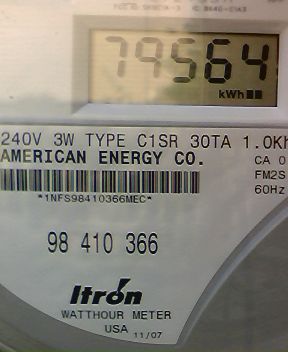 79564
kWh
240V 3W TYPE C1SR 30TA 1.0Kh
AMERICAN ENERGY CO.
CA 0
FM2S
60Hz
*1NFS98410366MEC*
98 410 366
Itrón
WATTHOUR METER
USA 11/07